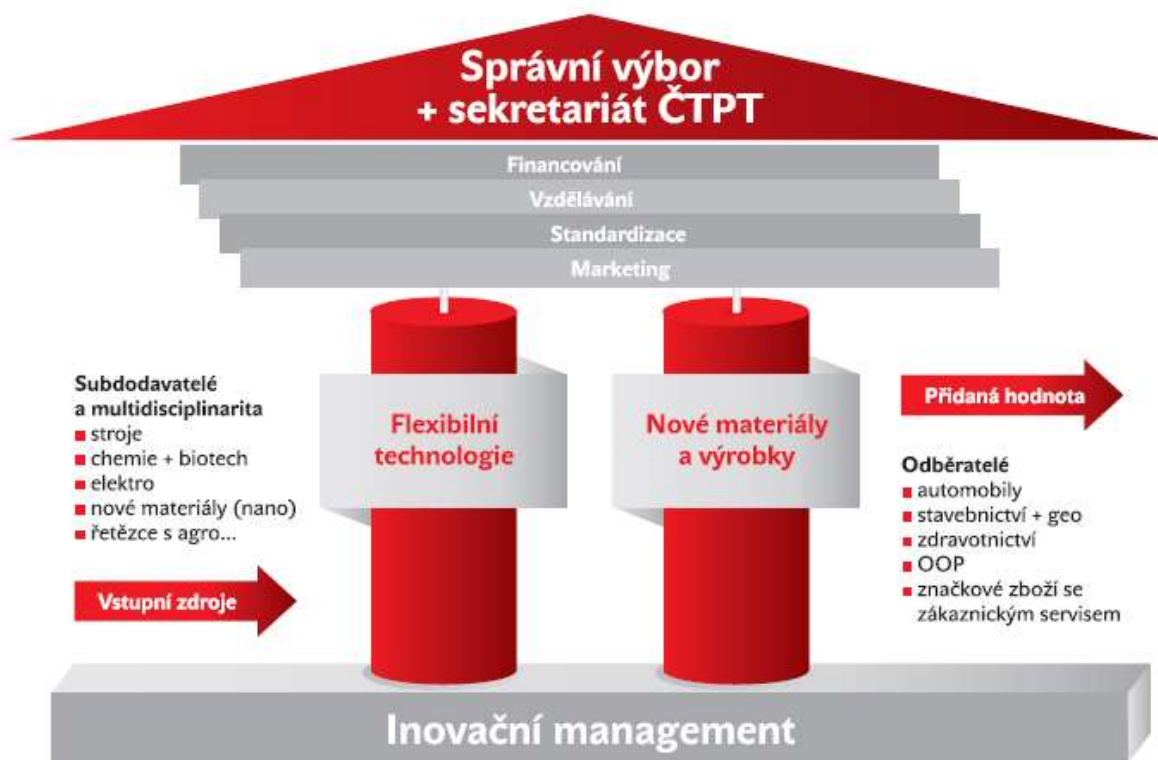 Správní výbor
+ sekretariát ČTPT
Financování
Vzdělávání
Standardizace
Marketing
Subdodavatelé
a multidisciplinarita
stroje
chemie + biotech
elektro
nové materiály (nano)
řetězce s agro...
Vstupní zdroje
Flexibilní
technologie
Nové materiály
a výrobky
Přidaná hodnota
Odběratelé
automobily
stavebnictví + geo
zdravotnictví
OOP
značkové zboží se
zákaznickým servisem
Inovační management